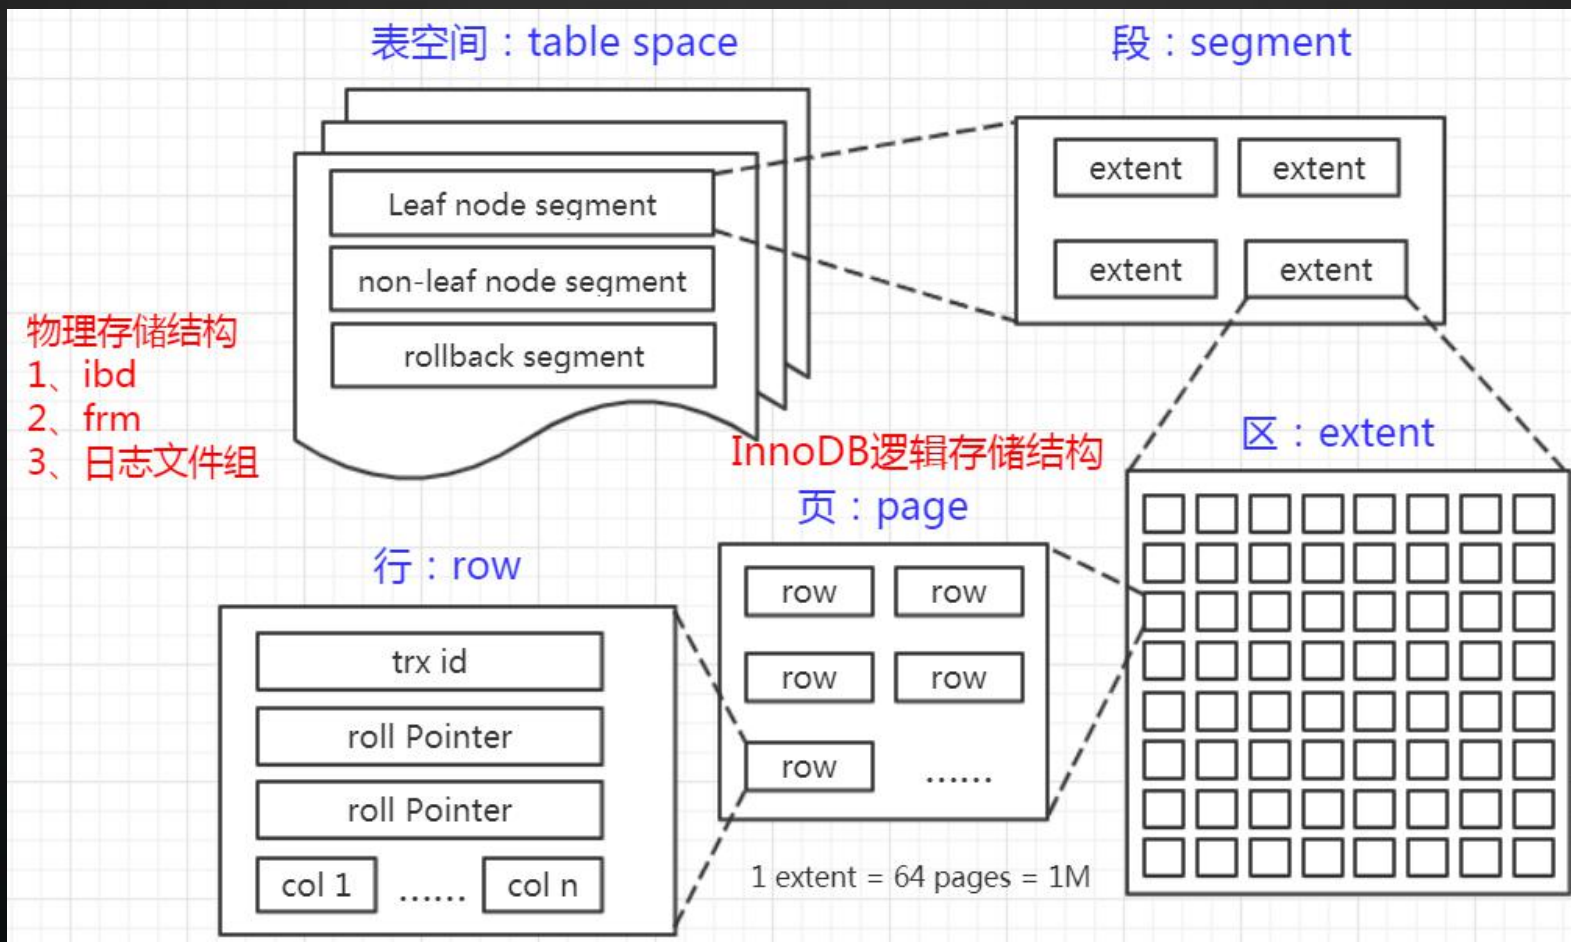 表空间：table space
段：segment
Leaf node segment
non-leaf node segment
rollback segment
extent
extent
extent
extent
物理存储结构
1、ibd
2、frm
3、日志文件组
InnoDB逻辑存储结构
区：extent
页：page
row
row
row
row
row
......
1 extent = 64 pages = 1M
行：row
trx id
roll Pointer
roll Pointer
col 1 ...... col n